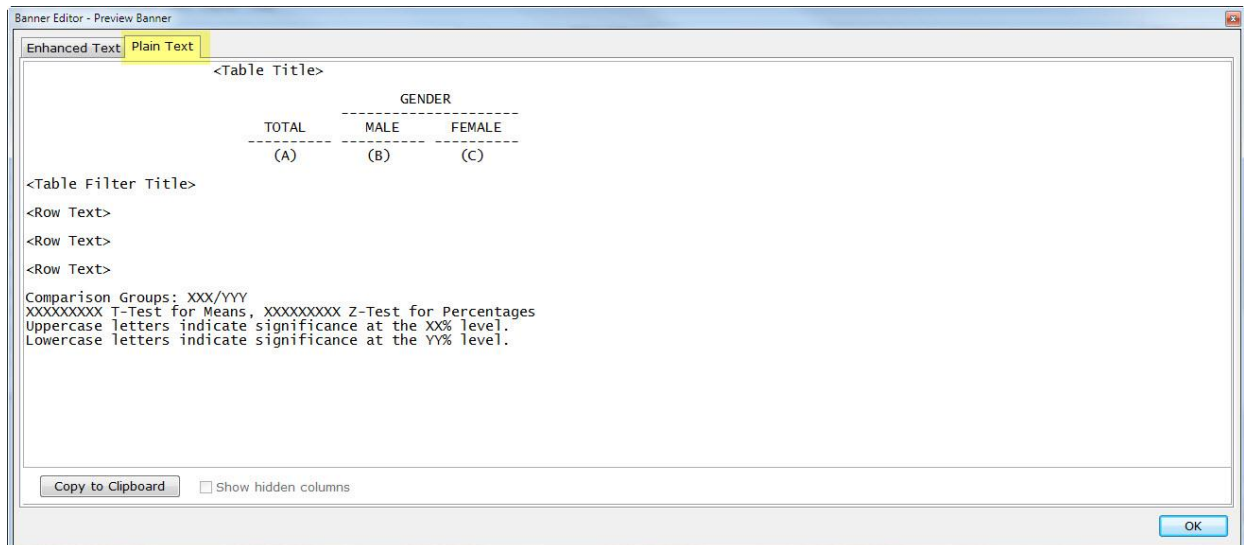 Banner Editor - Preview Banner
Enhanced Text Plain Text
<Table Title>
GENDER
---------------------
TOTAL MALE FEMALE
---------- ---------- ----------
(A) (B) (C)
<Table Filter Title>
<Row Text>
<Row Text>
<Row Text>
Comparison Groups: XXX/YYY
XXXXXXXXX T-Test for Means, XXXXXXXXX Z-Test for Percentages
Uppercase letters indicate significance at the XX% level.
Lowercase letters indicate significance at the YY% level.
Copy to Clipboard Show hidden columns
OK